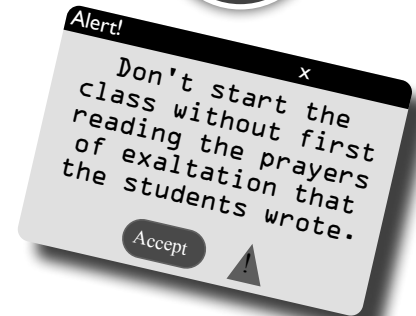 Alert!
x
Don't start the
class without first
reading the prayers
of exaltation that
the students wrote.
Accept
!